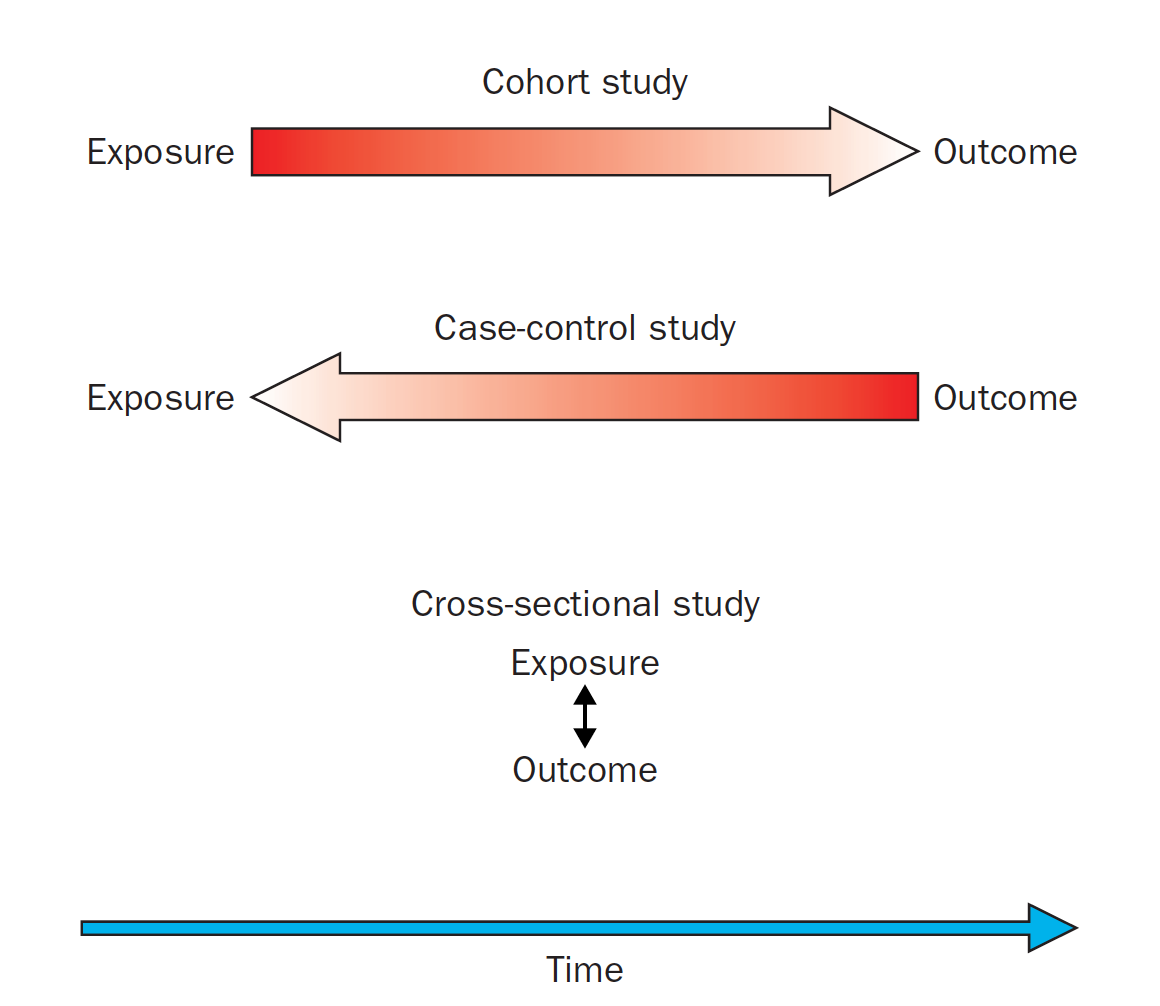 Cohort study
Exposure Outcome
Case-control study
Exposure Outcome
Cross-sectional study
Exposure
Outcome
Time